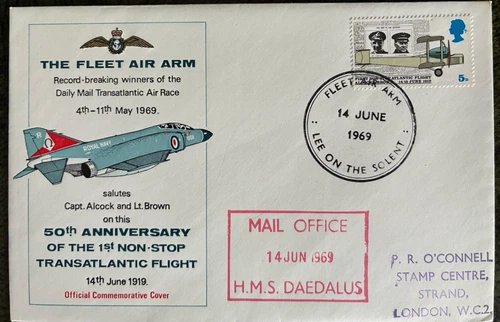 THE FLEET AIR ARM
Record-breaking winners of the
Daily Mail Transatlantic Air Race
4th-11th May 1969.
R
ROYAL NAVY
salutes
Capt. Alcock and Lt. Brown
on this
50th ANNIVERSARY
OF THE 1st NON-STOP
TRANSATLANTIC FLIGHT
14th June 1919.
Official Commemorative Cover
5D
FLEET AIR ARM
14 JUNE
1969
LEE ON THE SOLENT
MAIL OFFICE
14 JUN 1969
H.M.S. DAEDALUS
P. R. O'CONNELL
STAMP CENTRE,
STRAND,
LONDON, W.C.2